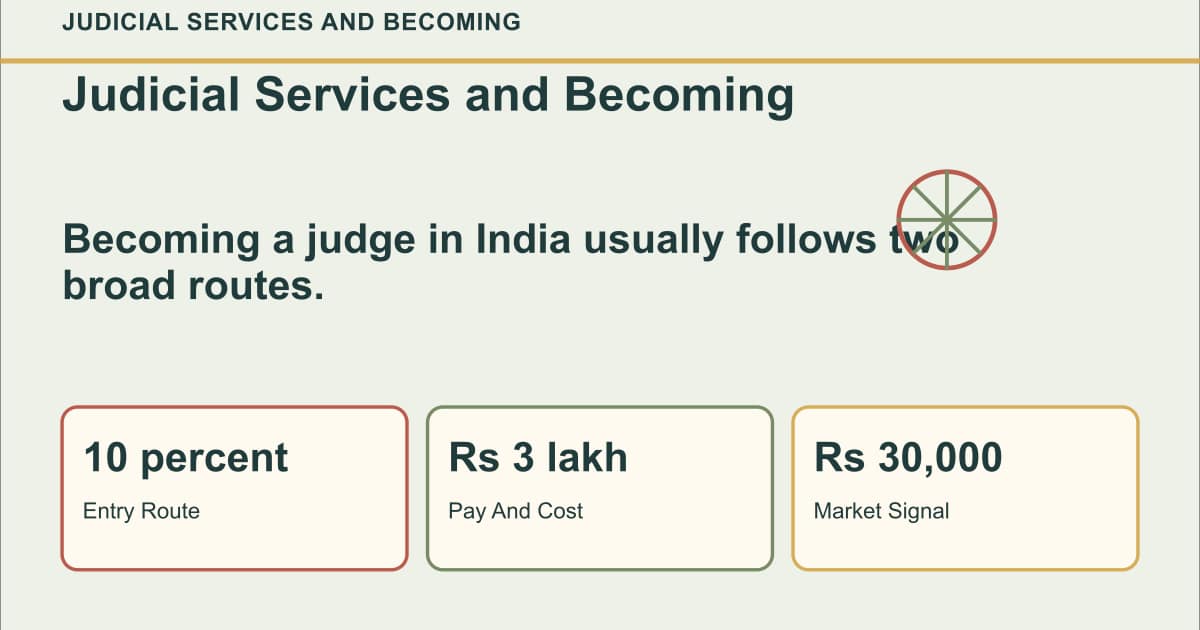 JUDICIAL SERVICES AND BECOMING
Judicial Services and Becoming
Becoming a judge in India usually follows two
broad routes.
10 percent
Entry Route
Rs 3 lakh
Pay And Cost
Rs 30,000
Market Signal